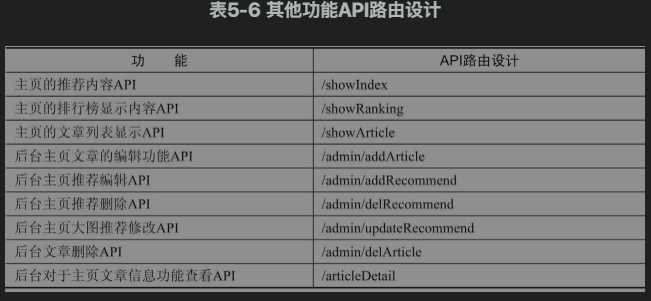 表5-6 其他功能API路由设计
功 能 API路由设计
主页的推荐内容API /showIndex
主页的排行榜显示内容API /showRanking
主页的文章列表显示API /showArticle
后台主页文章的编辑功能API /admin/addArticle
后台主页推荐编辑API /admin/addRecommend
后台主页推荐删除API /admin/delRecommend
后台主页大图推荐修改API /admin/updateRecommend
后台文章删除API /admin/delArticle
后台对于主页文章信息功能查看API /articleDetail